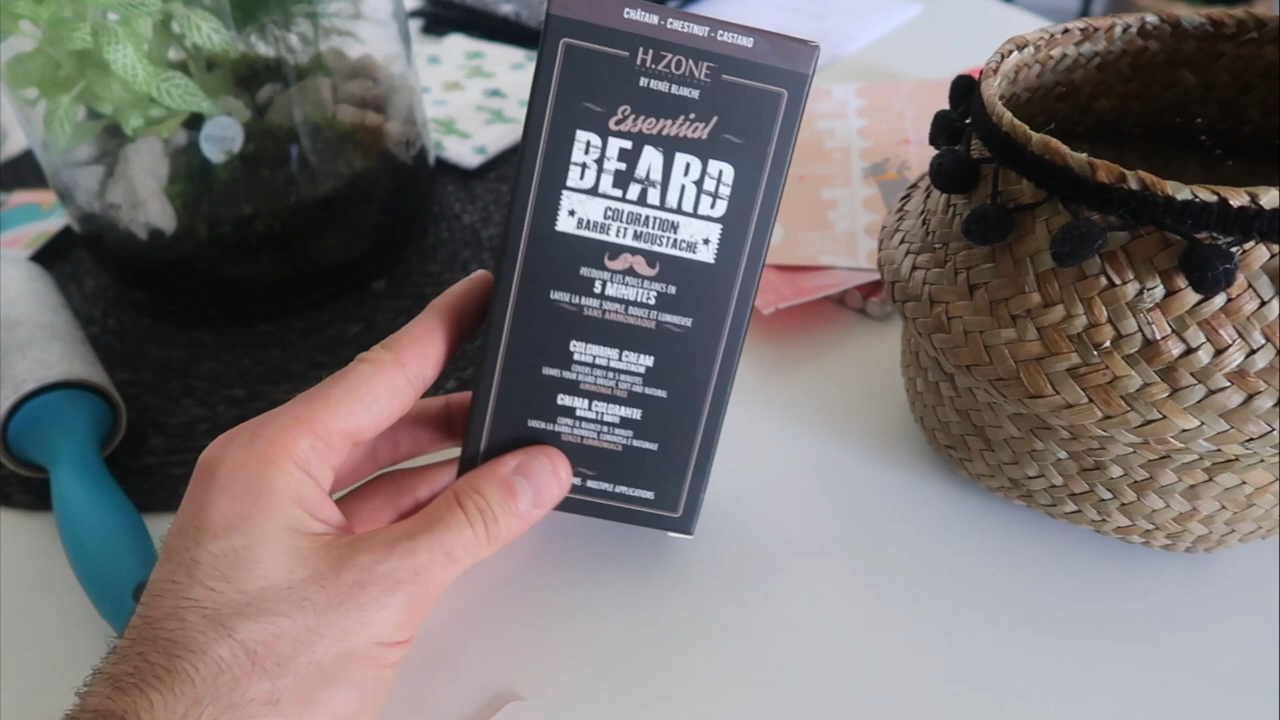 CHÂTAIN - CHESTNUT - CASTANO
H.ZONE
BY RENÉE BLANCHE
Essential
BEARD
COLORATION
BARBE ET MOUSTACHE
RECOUVRE LES POILS BLANCS EN
5 MINUTES
LAISSE LA BARBE SOUPLE, DOUCE ET LUMINEUSE
SANS AMMONIAQUE
COLOURING CREAM
BEARD AND MOUSTACHE
COVERS GREY IN 5 MINUTES
LEAVES YOUR BEARD BRIGHT, SOFT AND NATURAL
AMMONIA FREE
CREMA COLORANTE
BARBA E BAFFI
COPRE IL BIANCO IN 5 MINUTI
LASCIA LA BARBA MORBIDA, LUMINOSA E NATURALE
SENZA AMMONIACA
- MULTIPLE APPLICATIONS